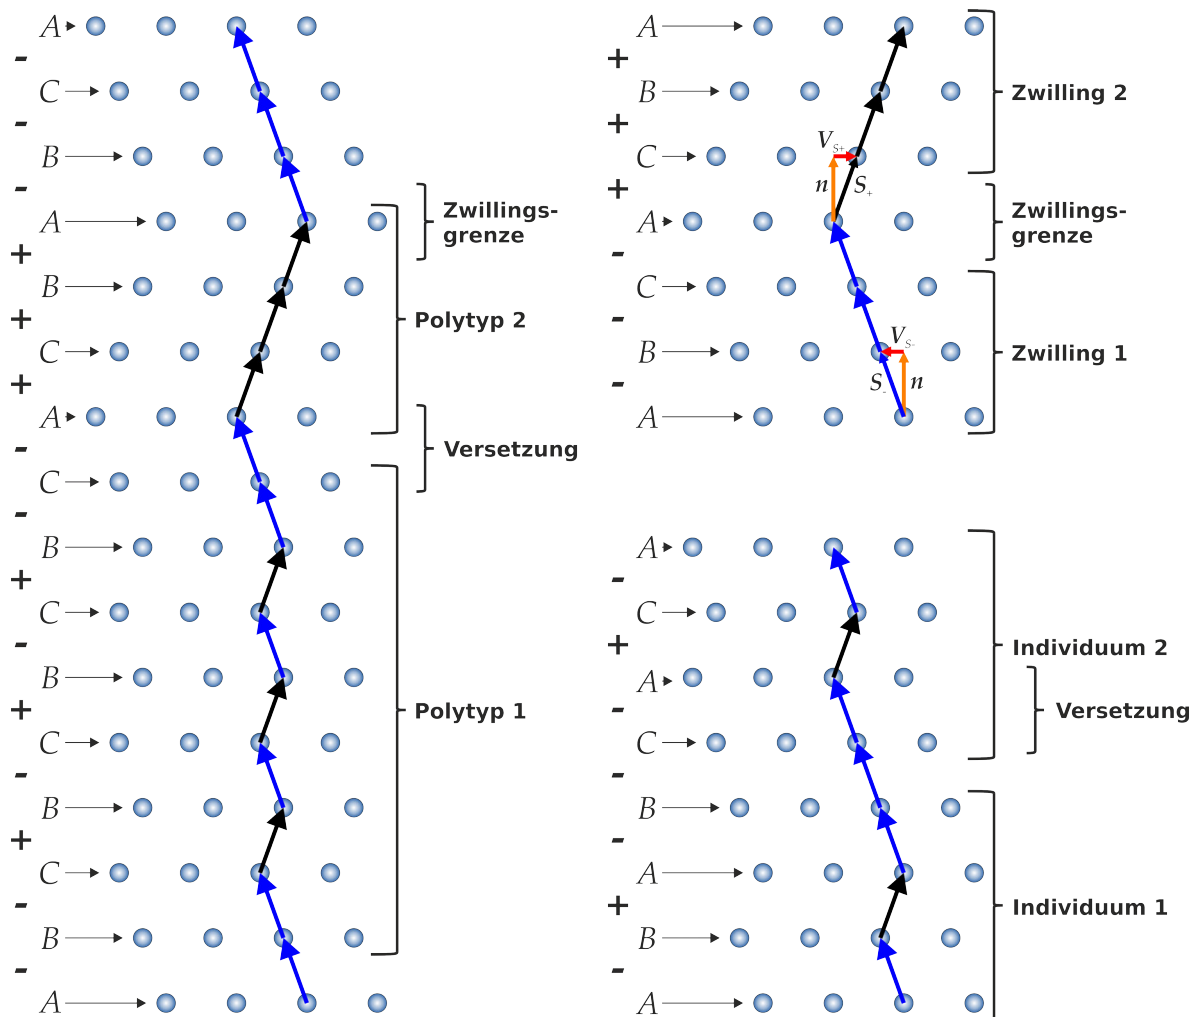 A
-
C
-
B
-
A
+
B
+
C
+
A
-
C
-
B
+
C
-
B
+
C
-
B
+
C
-
B
-
A
Zwillings-
grenze
Polytyp 2
Versetzung
Polytyp 1
A
+
B
+
C
+
A
-
C
-
B
-
A
V S+
n
S+
V S-
S-
n
Zwilling 2
Zwillings-
grenze
Zwilling 1
A
-
C
+
A
-
C
-
B
-
A
+
B
-
A
Individuum 2
Versetzung
Individuum 1